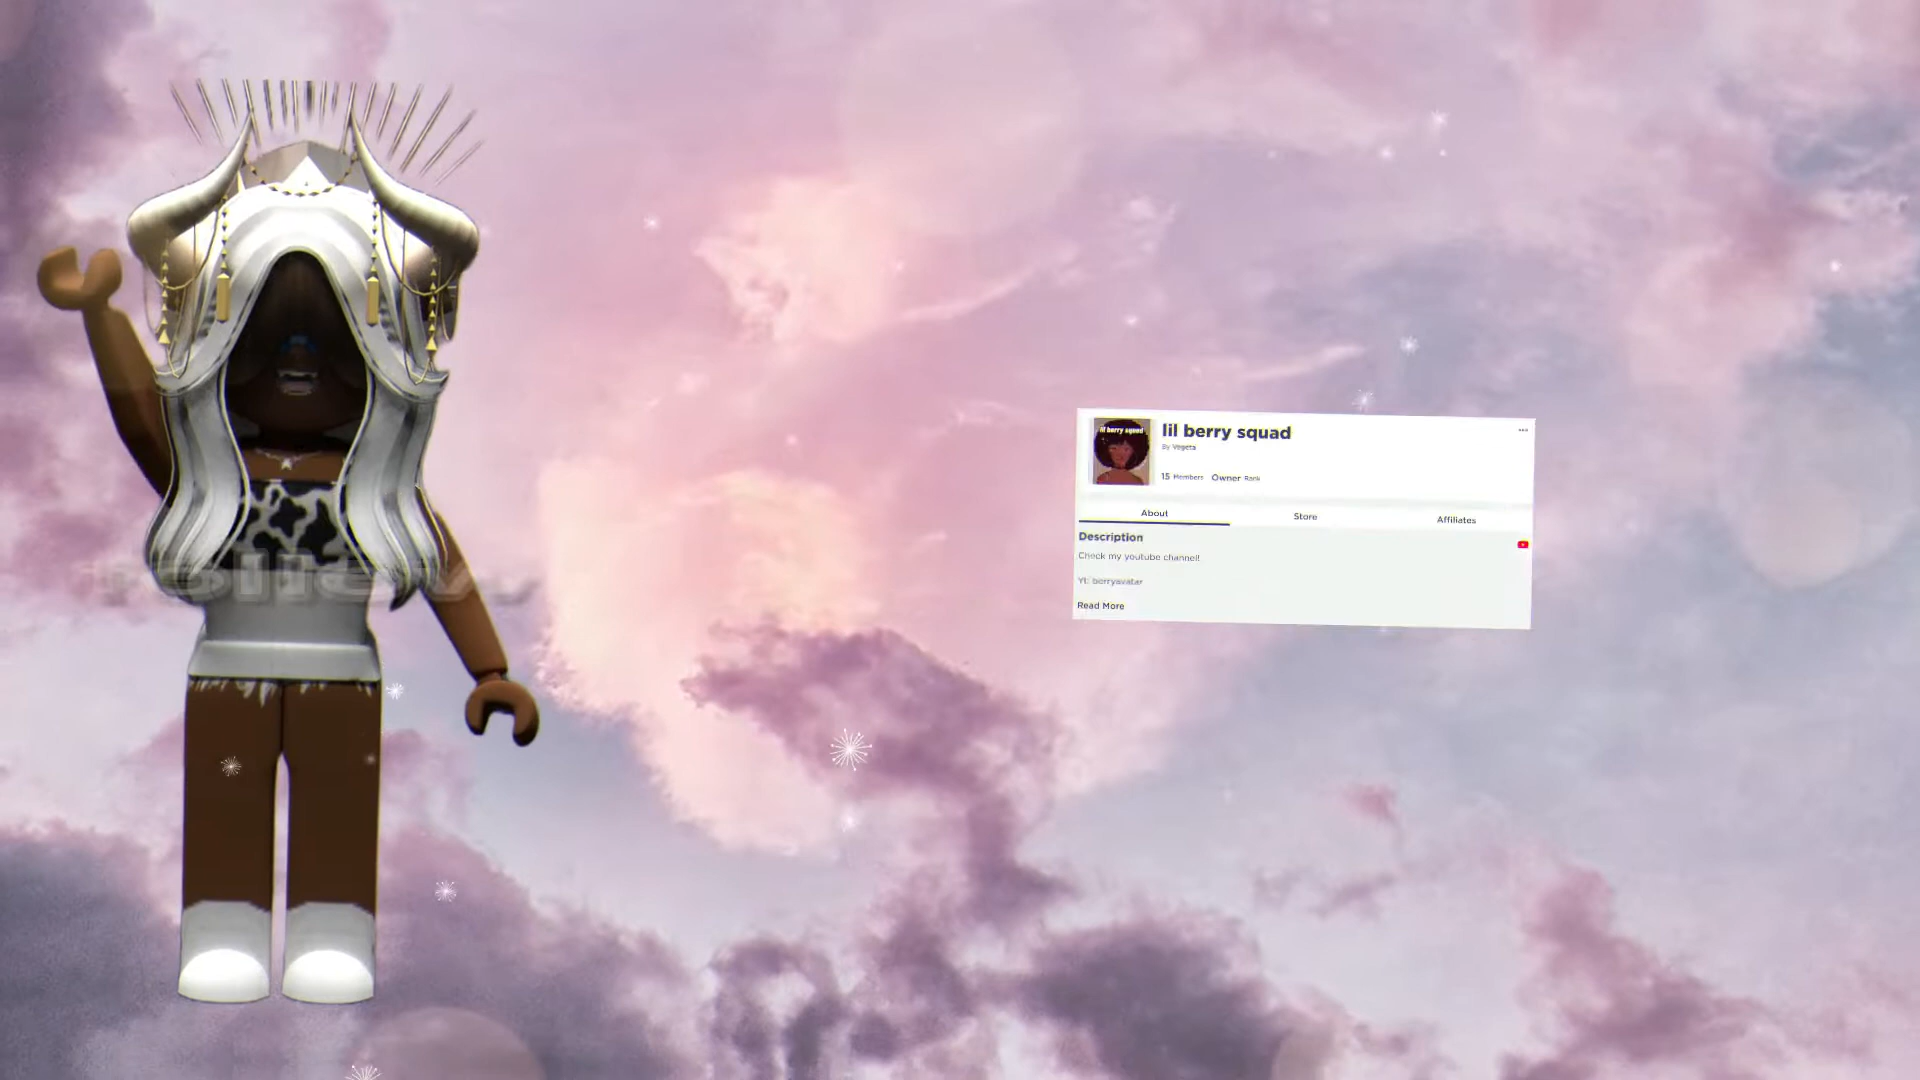 lil berry squad
lil berry squad
By Vegeta
15 Members Owner Rank
About Store Affiliates
Description
Check my youtube channel!
Yt: berryavatar
Read More